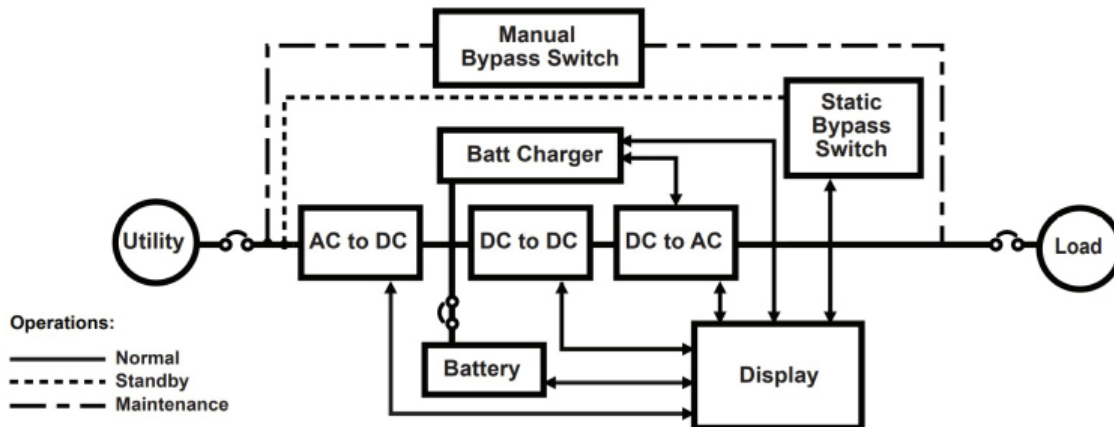 Manual
Bypass Switch
Static
Bypass
Switch
Batt Charger
Utility
AC to DC
DC to DC
DC to AC
Load
Operations:
Normal
Standby
Maintenance
Battery
Display